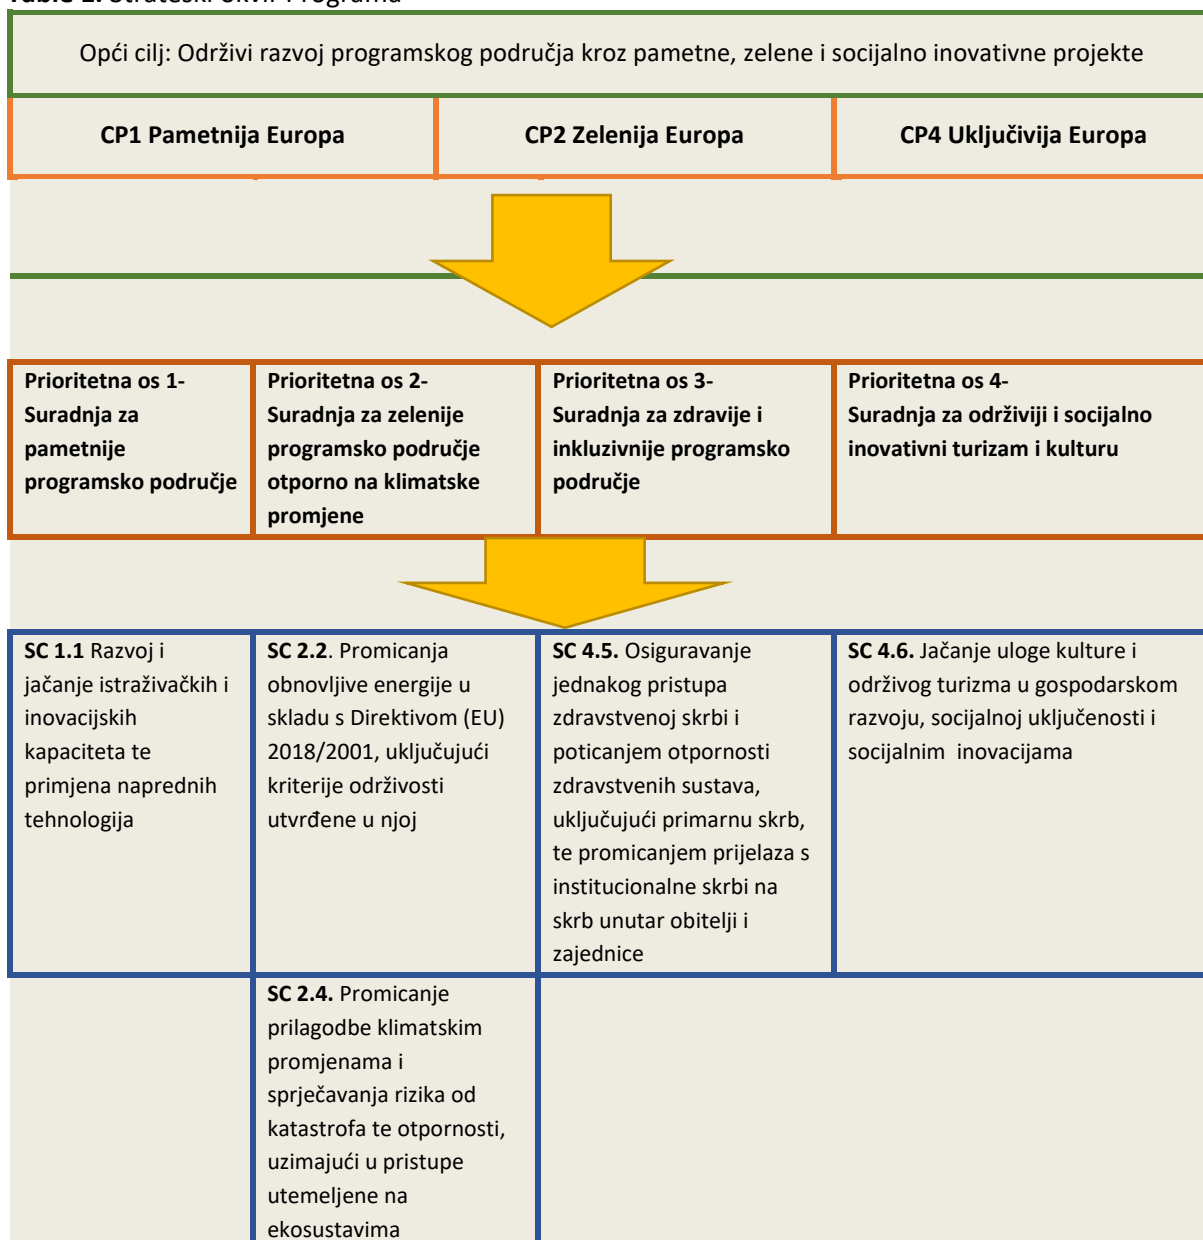 Table 1. Strateški okvir Programa
Opći cilj: Održivi razvoj programskog područja kroz pametne, zelene i socijalno inovativne projekte
CP1 Pametnija Europa
CP2 Zelenija Europa
CP4 Uključivija Europa
Prioritetna os 1-
Suradnja za
pametnije
programsko područje
Prioritetna os 2-
Suradnja za zelenije
programsko područje
otporno na klimatske
promjene
Prioritetna os 3-
Suradnja za zdravije i
inkluzivnije programsko
područje
Prioritetna os 4-
Suradnja za održiviji i socijalno
inovativni turizam i kulturu
SC 1.1 Razvoj i
jačanje istraživačkih i
inovacijskih
kapaciteta te
primjena naprednih
tehnologija
SC 2.2. Promicanja
obnovljive energije u
skladu s Direktivom (EU)
2018/2001, uključujući
kriterije održivosti
utvrđene u njoj
SC 4.5. Osiguravanje
jednakog pristupa
zdravstvenoj skrbi i
poticanjem otpornosti
zdravstvenih sustava,
uključujući primarnu skrb,
te promicanjem prijelaza s
institucionalne skrbi na
skrb unutar obitelji i
zajednice
SC 4.6. Jačanje uloge kulture i
održivog turizma u gospodarskom
razvoju, socijalnoj uključenosti i
socijalnim inovacijama
SC 2.4. Promicanje
prilagodbe klimatskim
promjenama i
sprječavanja rizika od
katastrofa te otpornosti,
uzimajući u pristupe
utemeljene na
ekosustavima